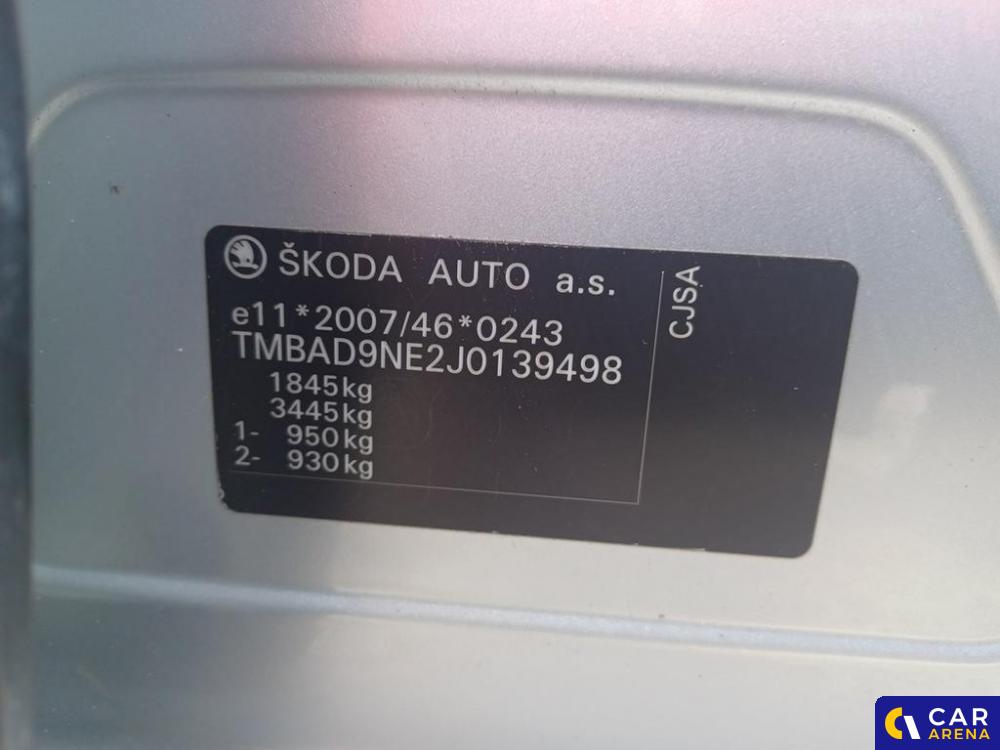 ŠKODA AUTO a.s.
e11*2007/46*0243
TMBAD9NE2J0139498
1845kg
3445kg
1- 950kg
2- 930kg
CJSA
CAR
ARENA